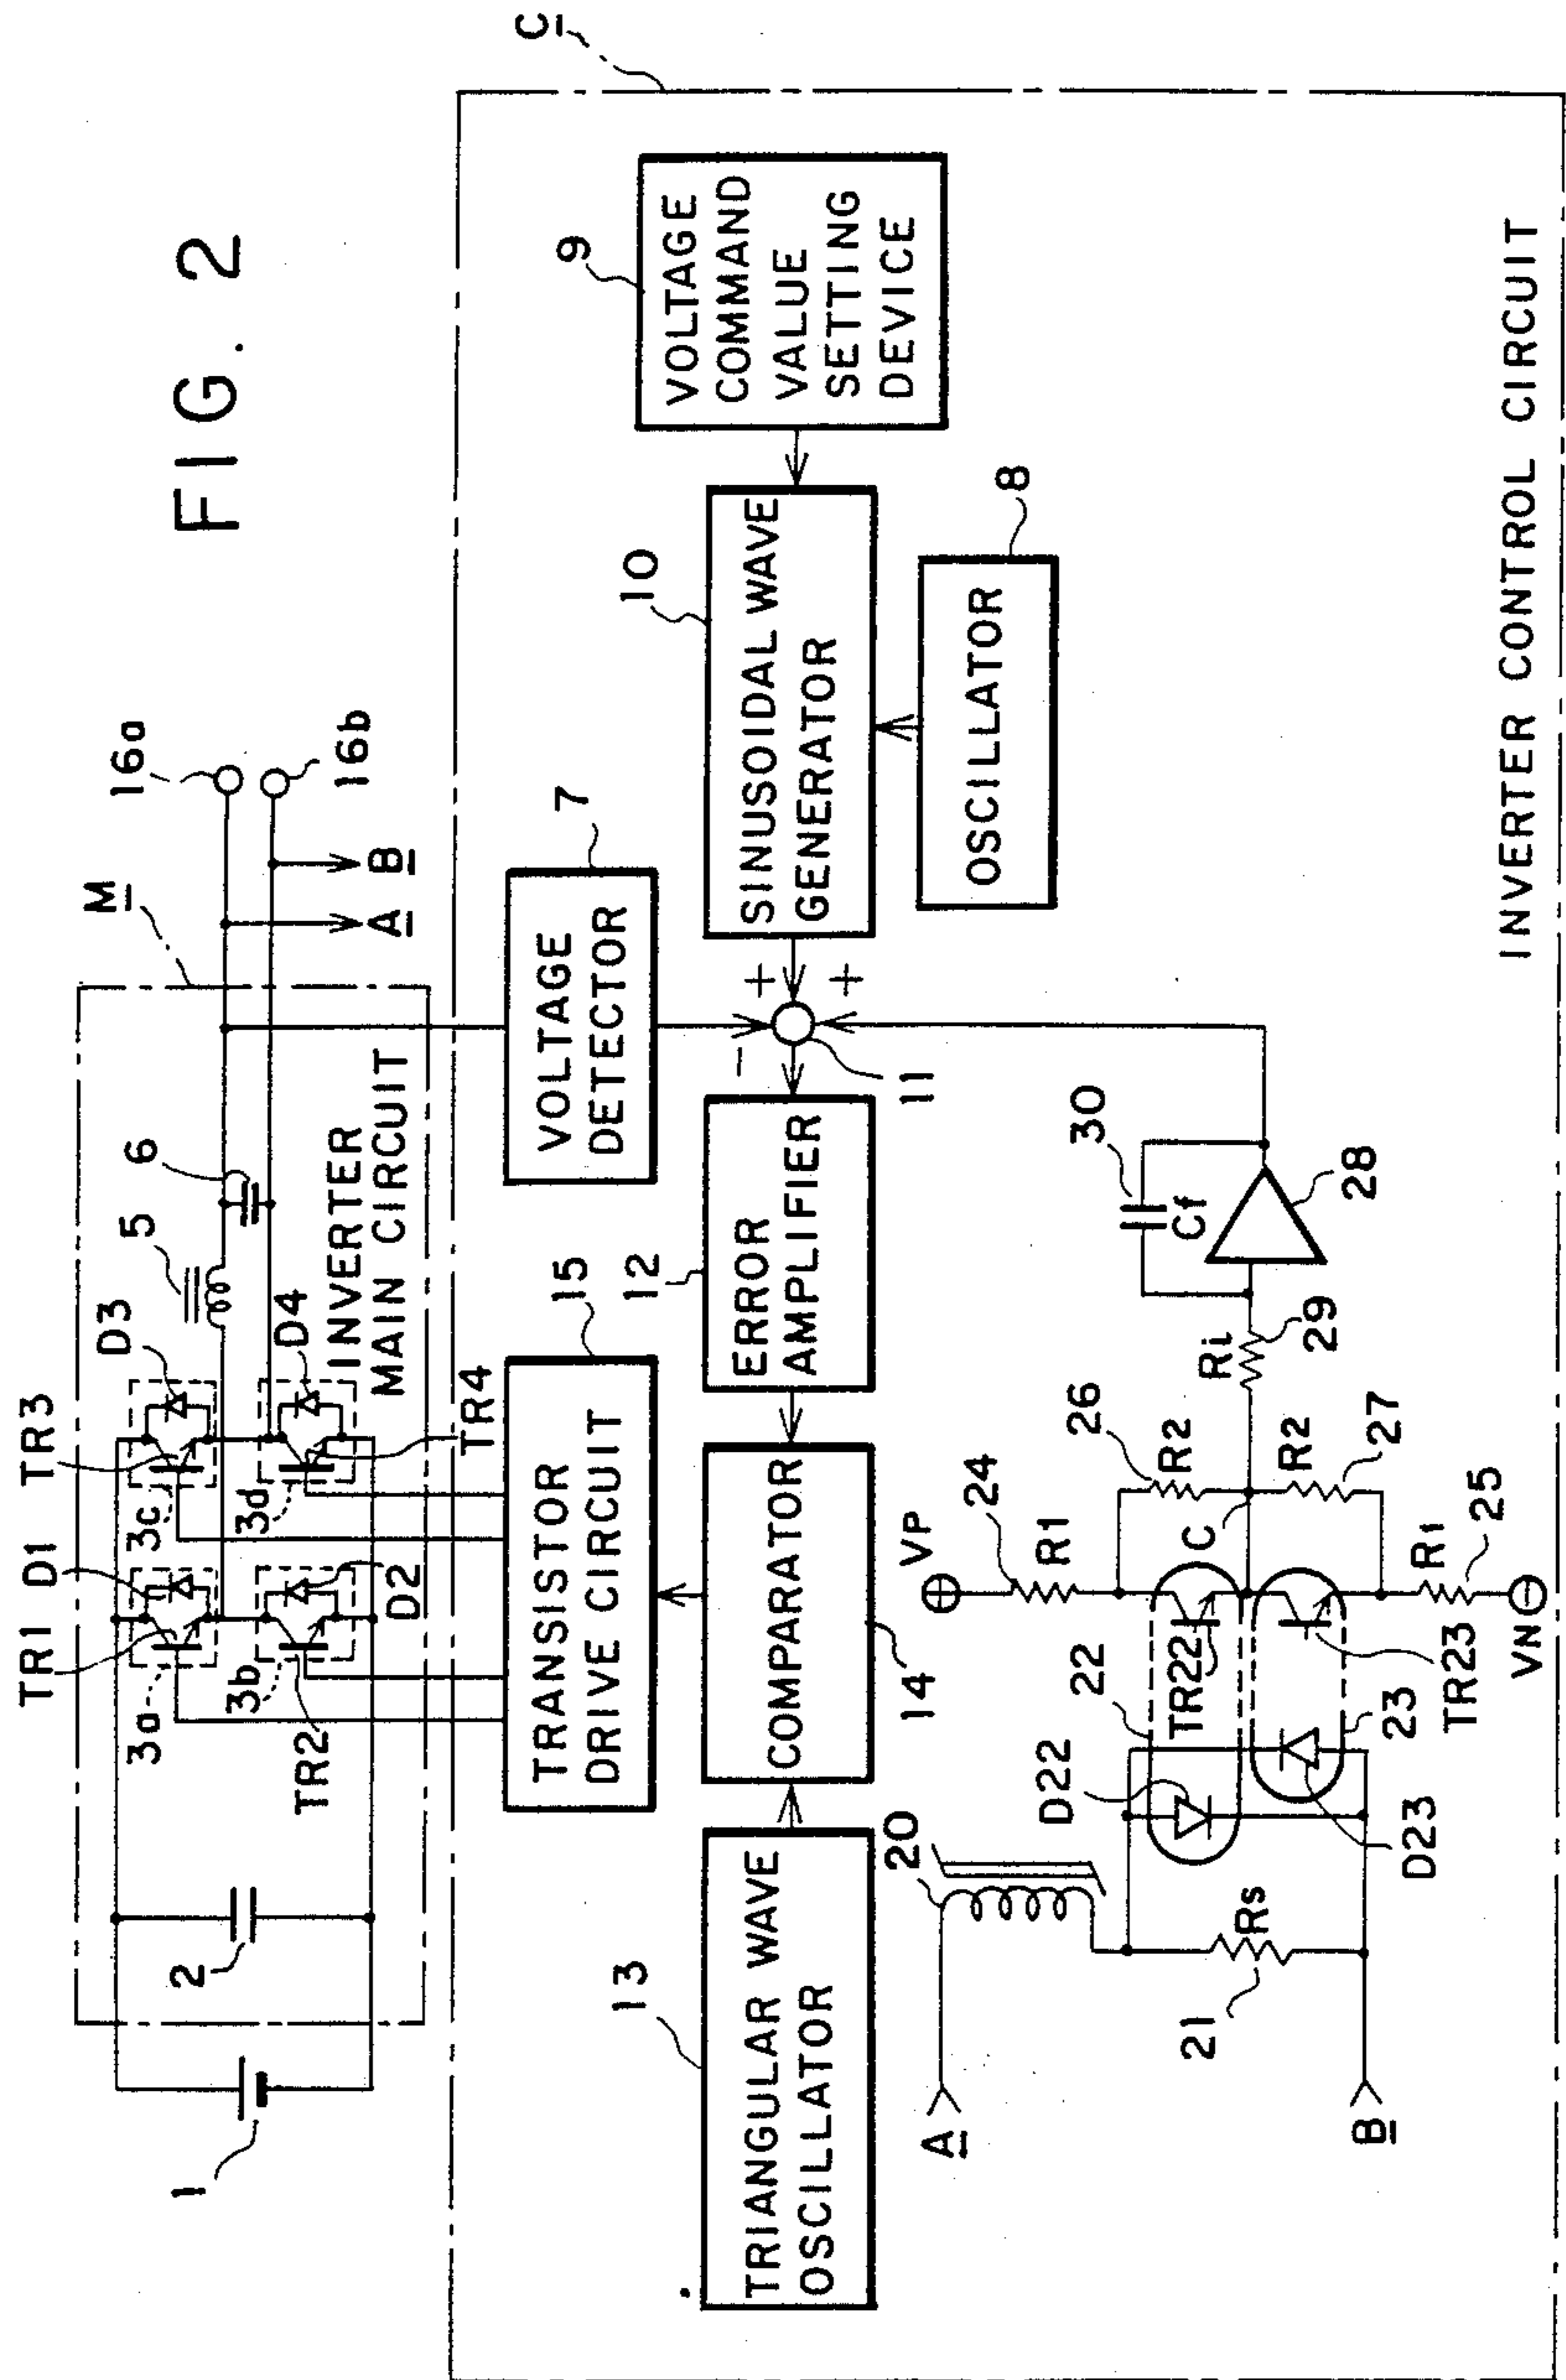 FIG. 2
TR1
D1
TR3
D3
5
6
M
16a
16b
A
B
1
2
3a
3b
3c
3d
TR2
D2
TR4
D4
INVERTER
MAIN CIRCUIT
C
15
TRANSISTOR
DRIVE CIRCUIT
7
VOLTAGE
DETECTOR
13
TRIANGULAR WAVE
OSCILLATOR
14
COMPARATOR
12
ERROR
AMPLIFIER
11
-
+
+
10
SINUSOIDAL WAVE
GENERATOR
9
VOLTAGE
COMMAND
VALUE
SETTING
DEVICE
8
OSCILLATOR
A
B
20
21
Rs
D22
D23
22
23
TR22
TR23
VP
24
R1
26
R2
C
R2
27
R1
25
VN
Ri
29
30
Cf
28
INVERTER CONTROL CIRCUIT